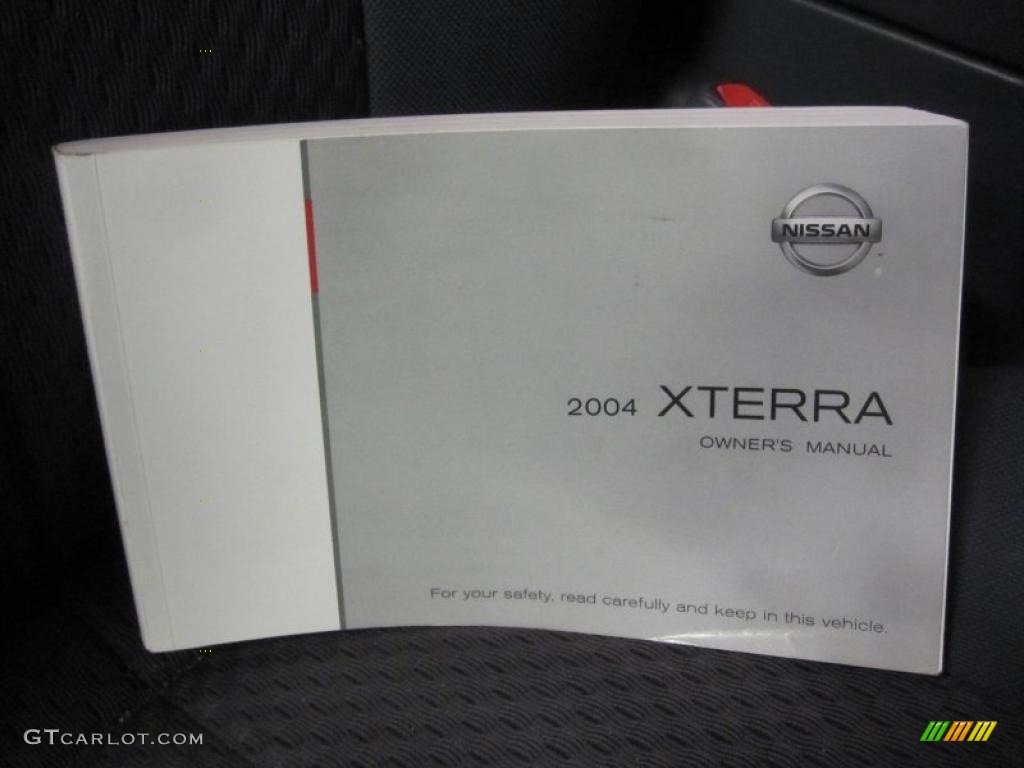 NISSAN
2004 XTERRA
OWNER'S MANUAL
For your safety, read carefully and keep in this vehicle.
GTCARLOT.COM